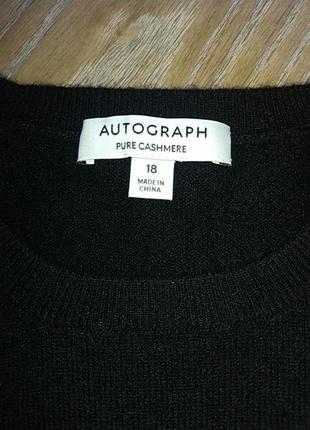 AUTOGRAPH
PURE CASHMERE
18
MADE IN
CHINA